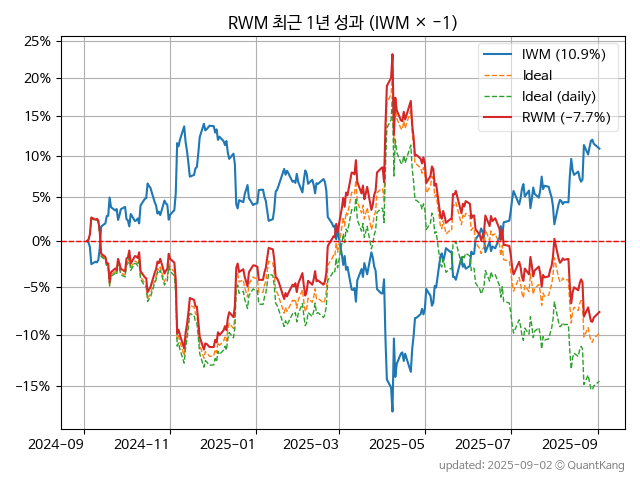 RWM 최근 1년 성과 (IWM × −1)
25%
20%
15%
10%
5%
0%
−5%
−10%
−15%
IWM (10.9%)
Ideal
Ideal (daily)
RWM (−7.7%)
2024-09
2024-11
2025-01
2025-03
2025-05
2025-07
2025-09
updated: 2025-09-02 © QuantKang